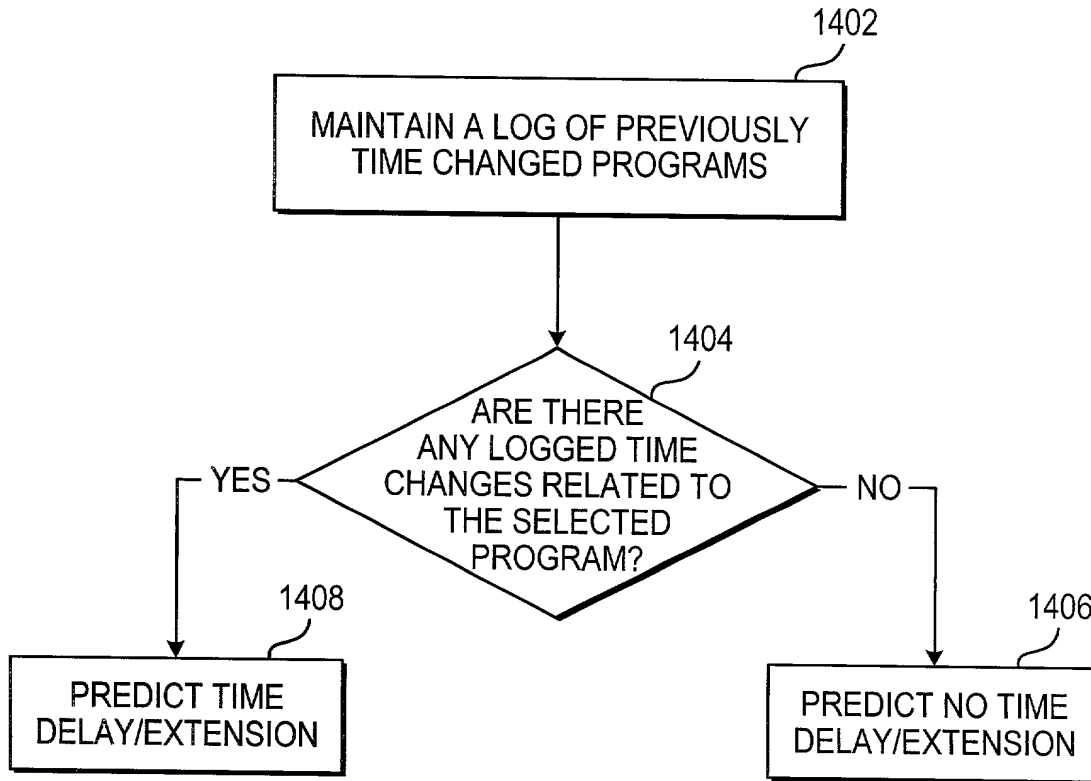 1402
MAINTAIN A LOG OF PREVIOUSLY
TIME CHANGED PROGRAMS
1404
ARE THERE
ANY LOGGED TIME
CHANGES RELATED TO
THE SELECTED
PROGRAM?
YES
NO
1408
PREDICT TIME
DELAY/EXTENSION
1406
PREDICT NO TIME
DELAY/EXTENSION